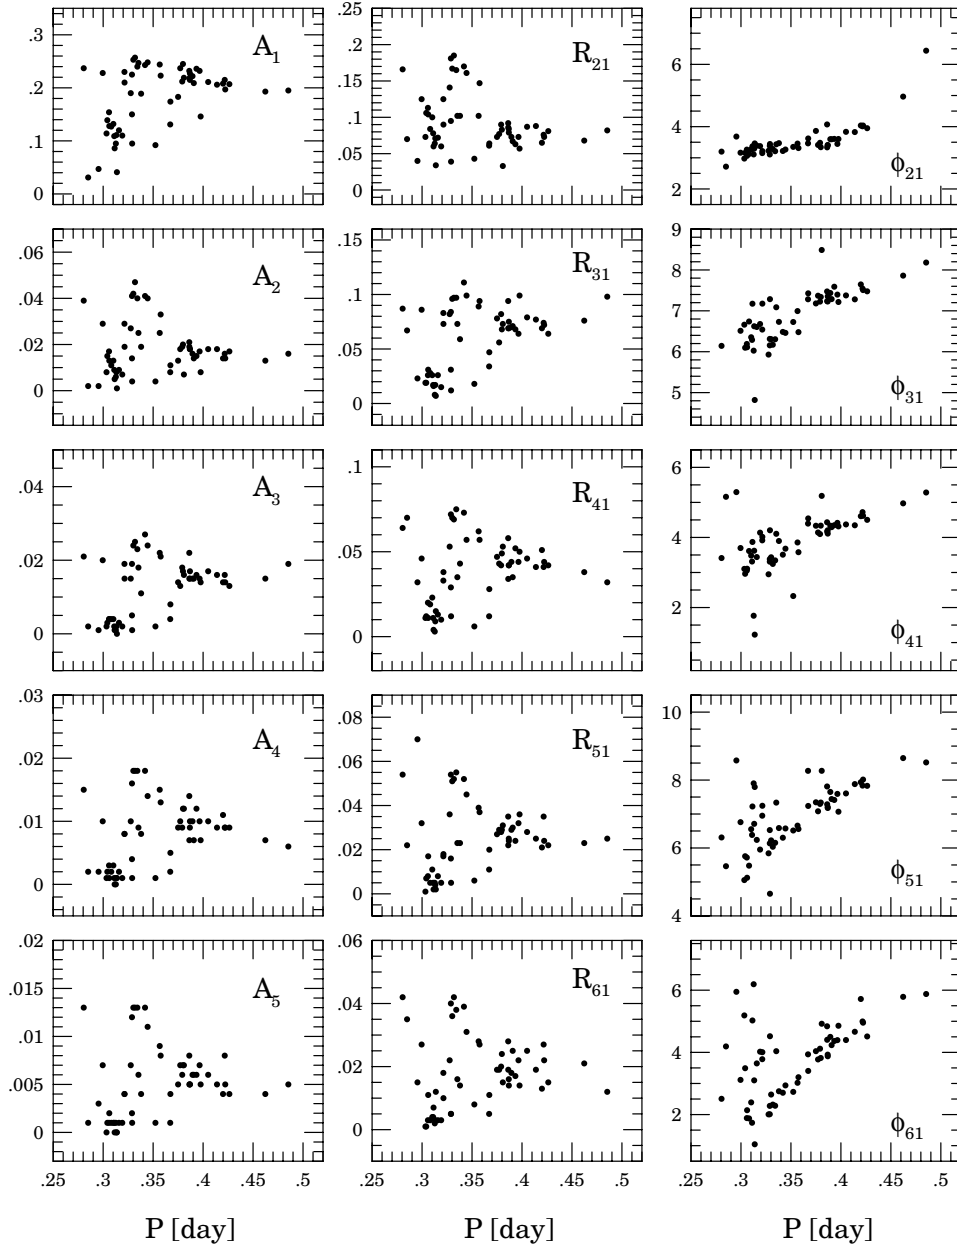 .3
.2
.1
0
A1
.25
.2
.15
.1
.05
0
R21
6
4
2
ϕ21
.06
.04
.02
0
A2
.15
.1
.05
0
R31
9
8
7
6
5
ϕ31
.04
.02
0
A3
.1
.05
0
R41
6
4
2
ϕ41
.03
.02
.01
0
A4
.08
.06
.04
.02
0
R51
10
8
6
4
ϕ51
.02
.015
.01
.005
0
A5
.06
.04
.02
0
R61
6
4
2
ϕ61
.25 .3 .35 .4 .45 .5
.25 .3 .35 .4 .45 .5
.25 .3 .35 .4 .45 .5
P [day]
P [day]
P [day]